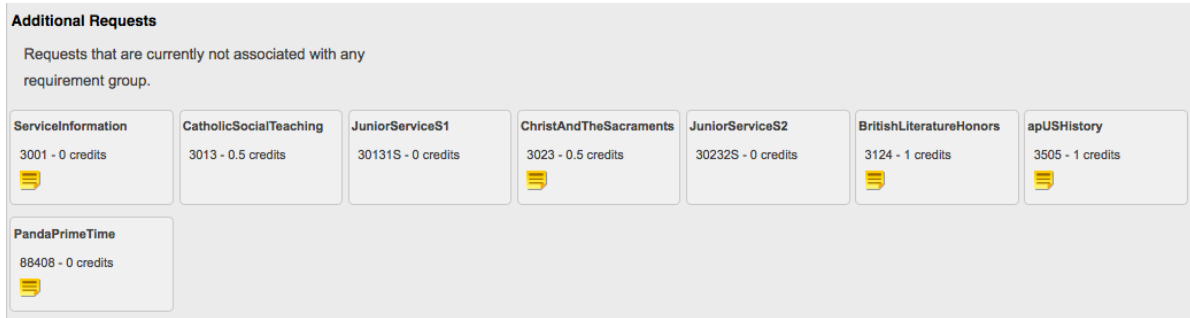 Additional Requests
Requests that are currently not associated with any
requirement group.
ServiceInformation
3001 - 0 credits
CatholicSocialTeaching
3013 - 0.5 credits
JuniorServiceS1
30131S - 0 credits
ChristAndTheSacraments
3023 - 0.5 credits
JuniorServiceS2
30232S - 0 credits
BritishLiteratureHonors
3124 - 1 credits
apUSHistory
3505 - 1 credits
PandaPrimeTime
88408 - 0 credits